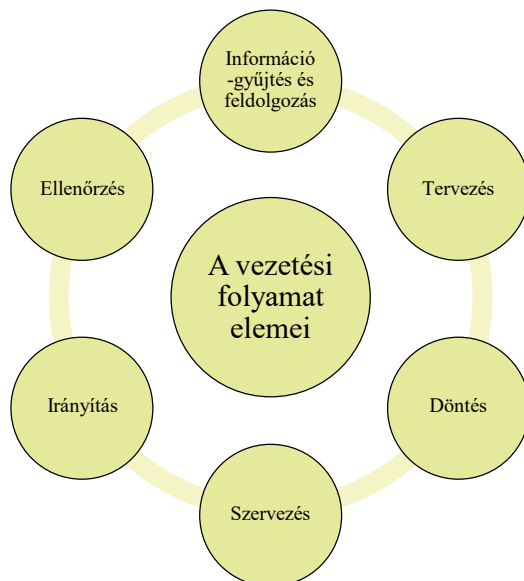 Információ
-gyűjtés és
feldolgozás
Tervezés
Döntés
Szervezés
Irányítás
Ellenőrzés
A vezetési
folyamat
elemei